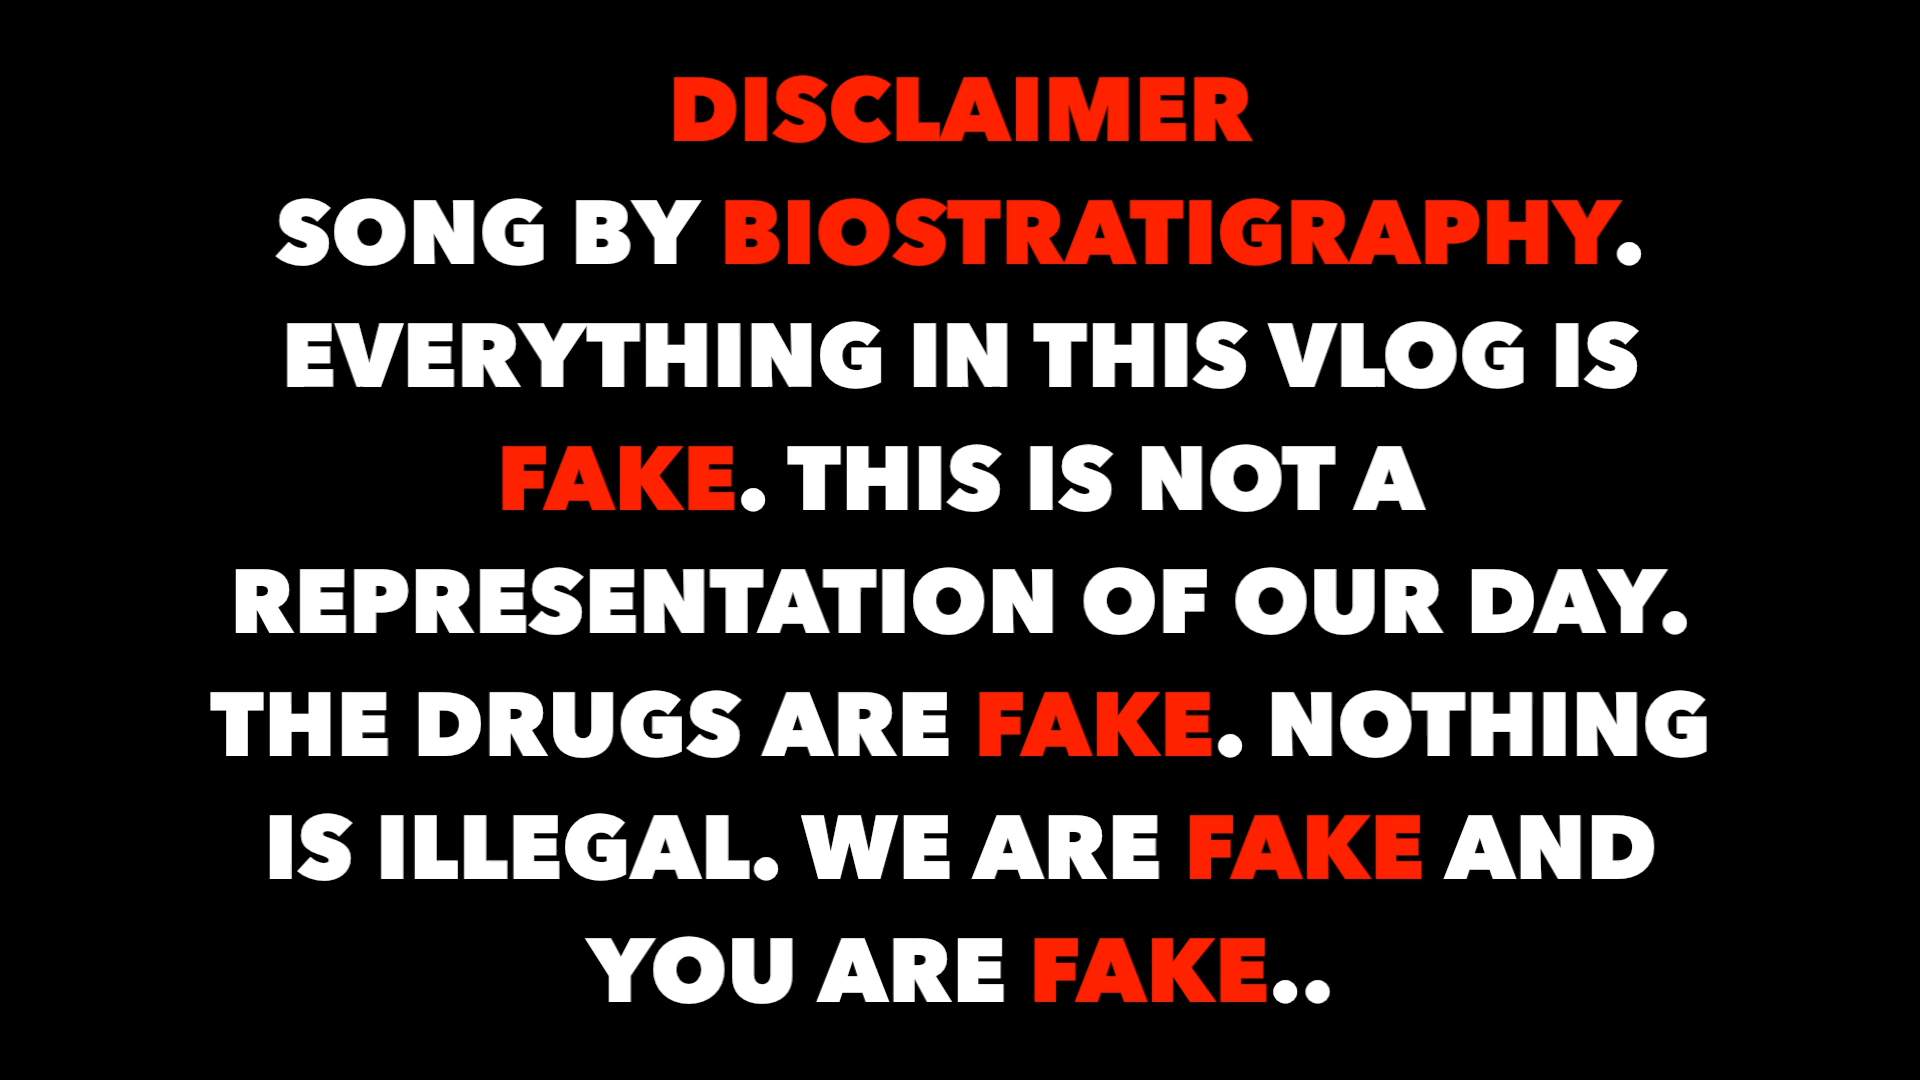 DISCLAIMER
SONG BY BIOSTRATIGRAPHY.
EVERYTHING IN THIS VLOG IS
FAKE. THIS IS NOT A
REPRESENTATION OF OUR DAY.
THE DRUGS ARE FAKE. NOTHING
IS ILLEGAL. WE ARE FAKE AND
YOU ARE FAKE..